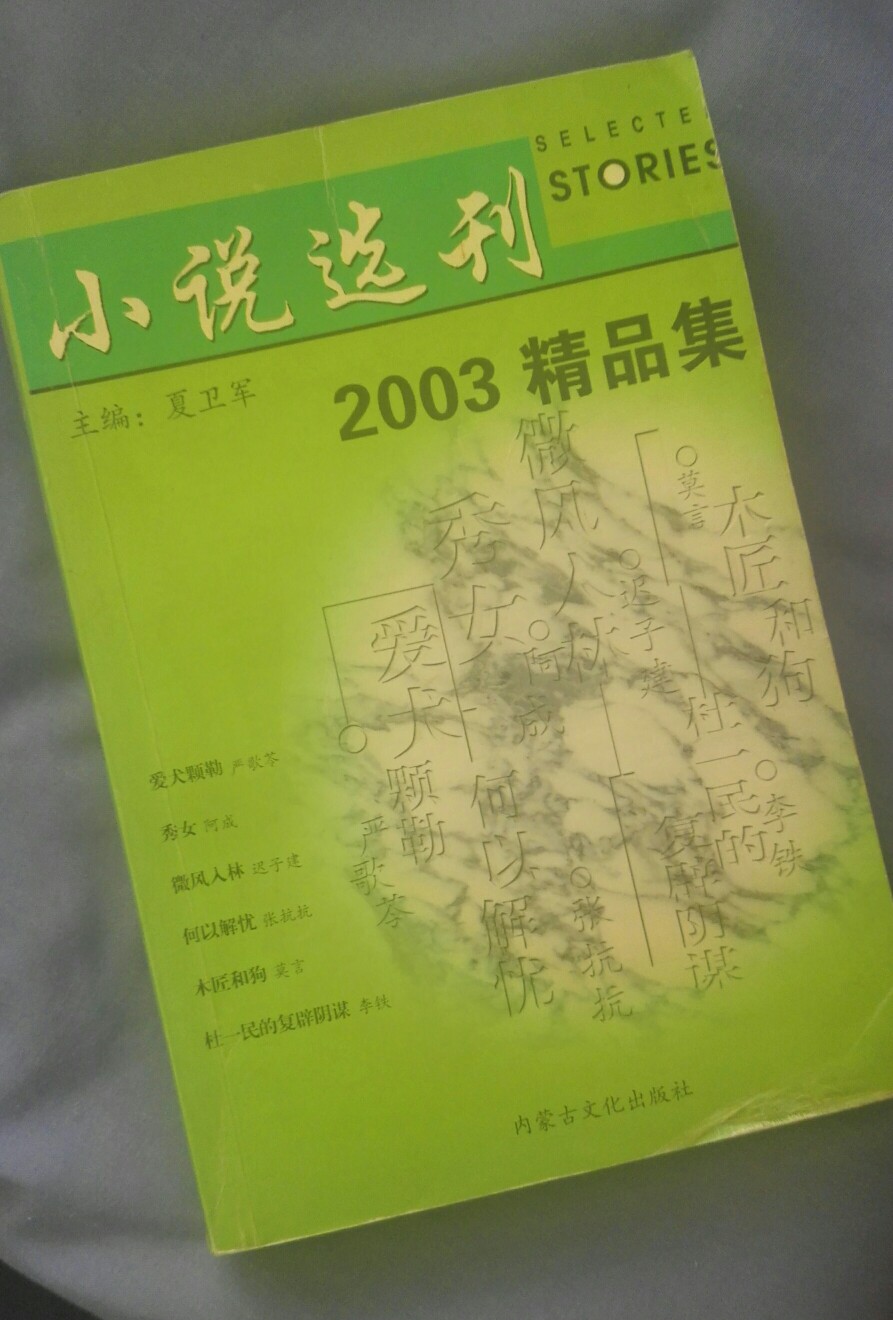 SELECTE
STORIES
小说选刊
2003 精品集
主编：夏卫军
微风入林
迟子建
秀女
阿成
木匠和狗
莫言
爱犬颗勒
严歌苓
何以解忧
张抗抗
杜一民的
复辟阴谋
李铁
爱犬颗勒 严歌苓
秀女 阿成
微风入林 迟子建
何以解忧 张抗抗
木匠和狗 莫言
杜一民的复辟阴谋 李铁
内蒙古文化出版社